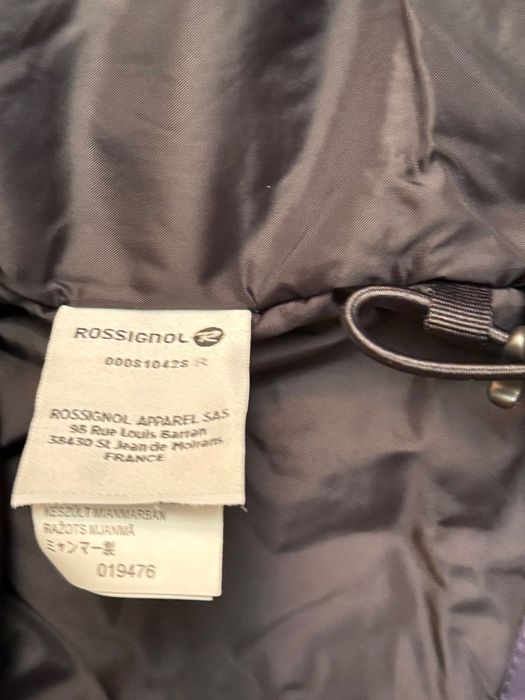 ROSSIGNOL
000S1042S R
ROSSIGNOL APPAREL SAS
98 Rue Louis Barran
38430 St Jean de Moirans
FRANCE
KÉSZÜLT MIANMARBAN
RAŽOTS MJANMĀ
ミャンマー製
019476